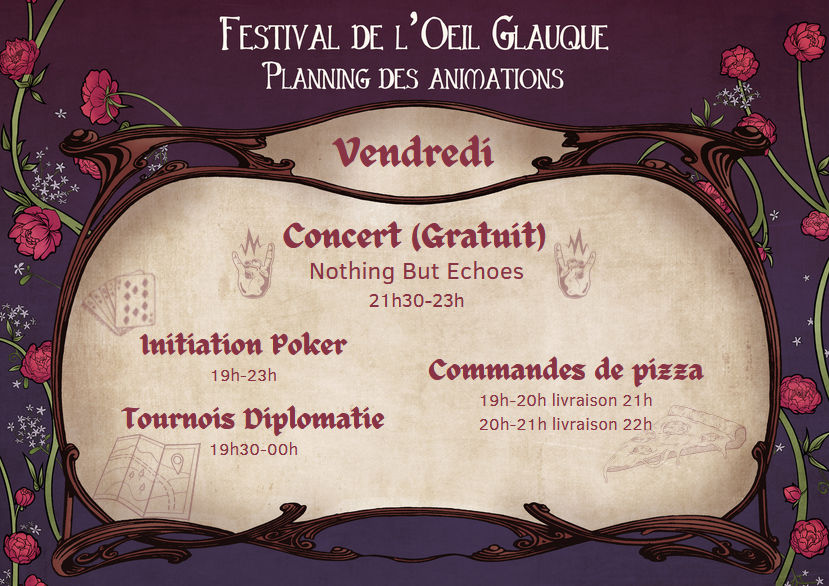 Festival de l'Oeil Glauque
Planning des animations
Vendredi
Concert (Gratuit)
Nothing But Echoes
21h30-23h
Initiation Poker
19h-23h
Tournois Diplomatie
19h30-00h
Commandes de pizza
19h-20h livraison 21h
20h-21h livraison 22h